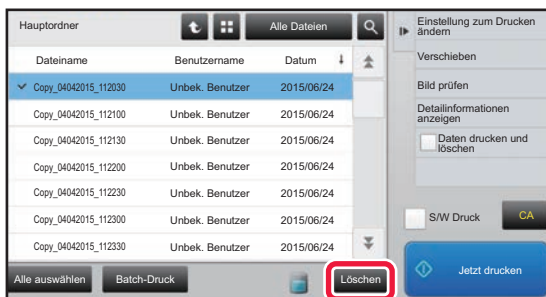 Hauptordner
Alle Dateien
Dateiname Benutzername Datum
Copy_04042015_112030 Unbek. Benutzer 2015/06/24
Copy_04042015_112100 Unbek. Benutzer 2015/06/24
Copy_04042015_112130 Unbek. Benutzer 2015/06/24
Copy_04042015_112200 Unbek. Benutzer 2015/06/24
Copy_04042015_112230 Unbek. Benutzer 2015/06/24
Copy_04042015_112300 Unbek. Benutzer 2015/06/24
Copy_04042015_112330 Unbek. Benutzer 2015/06/24
Alle auswählen Batch-Druck Löschen
Einstellung zum Drucken
ändern
Verschieben
Bild prüfen
Detailinformationen
anzeigen
Daten drucken und
löschen
S/W Druck CA
Jetzt drucken